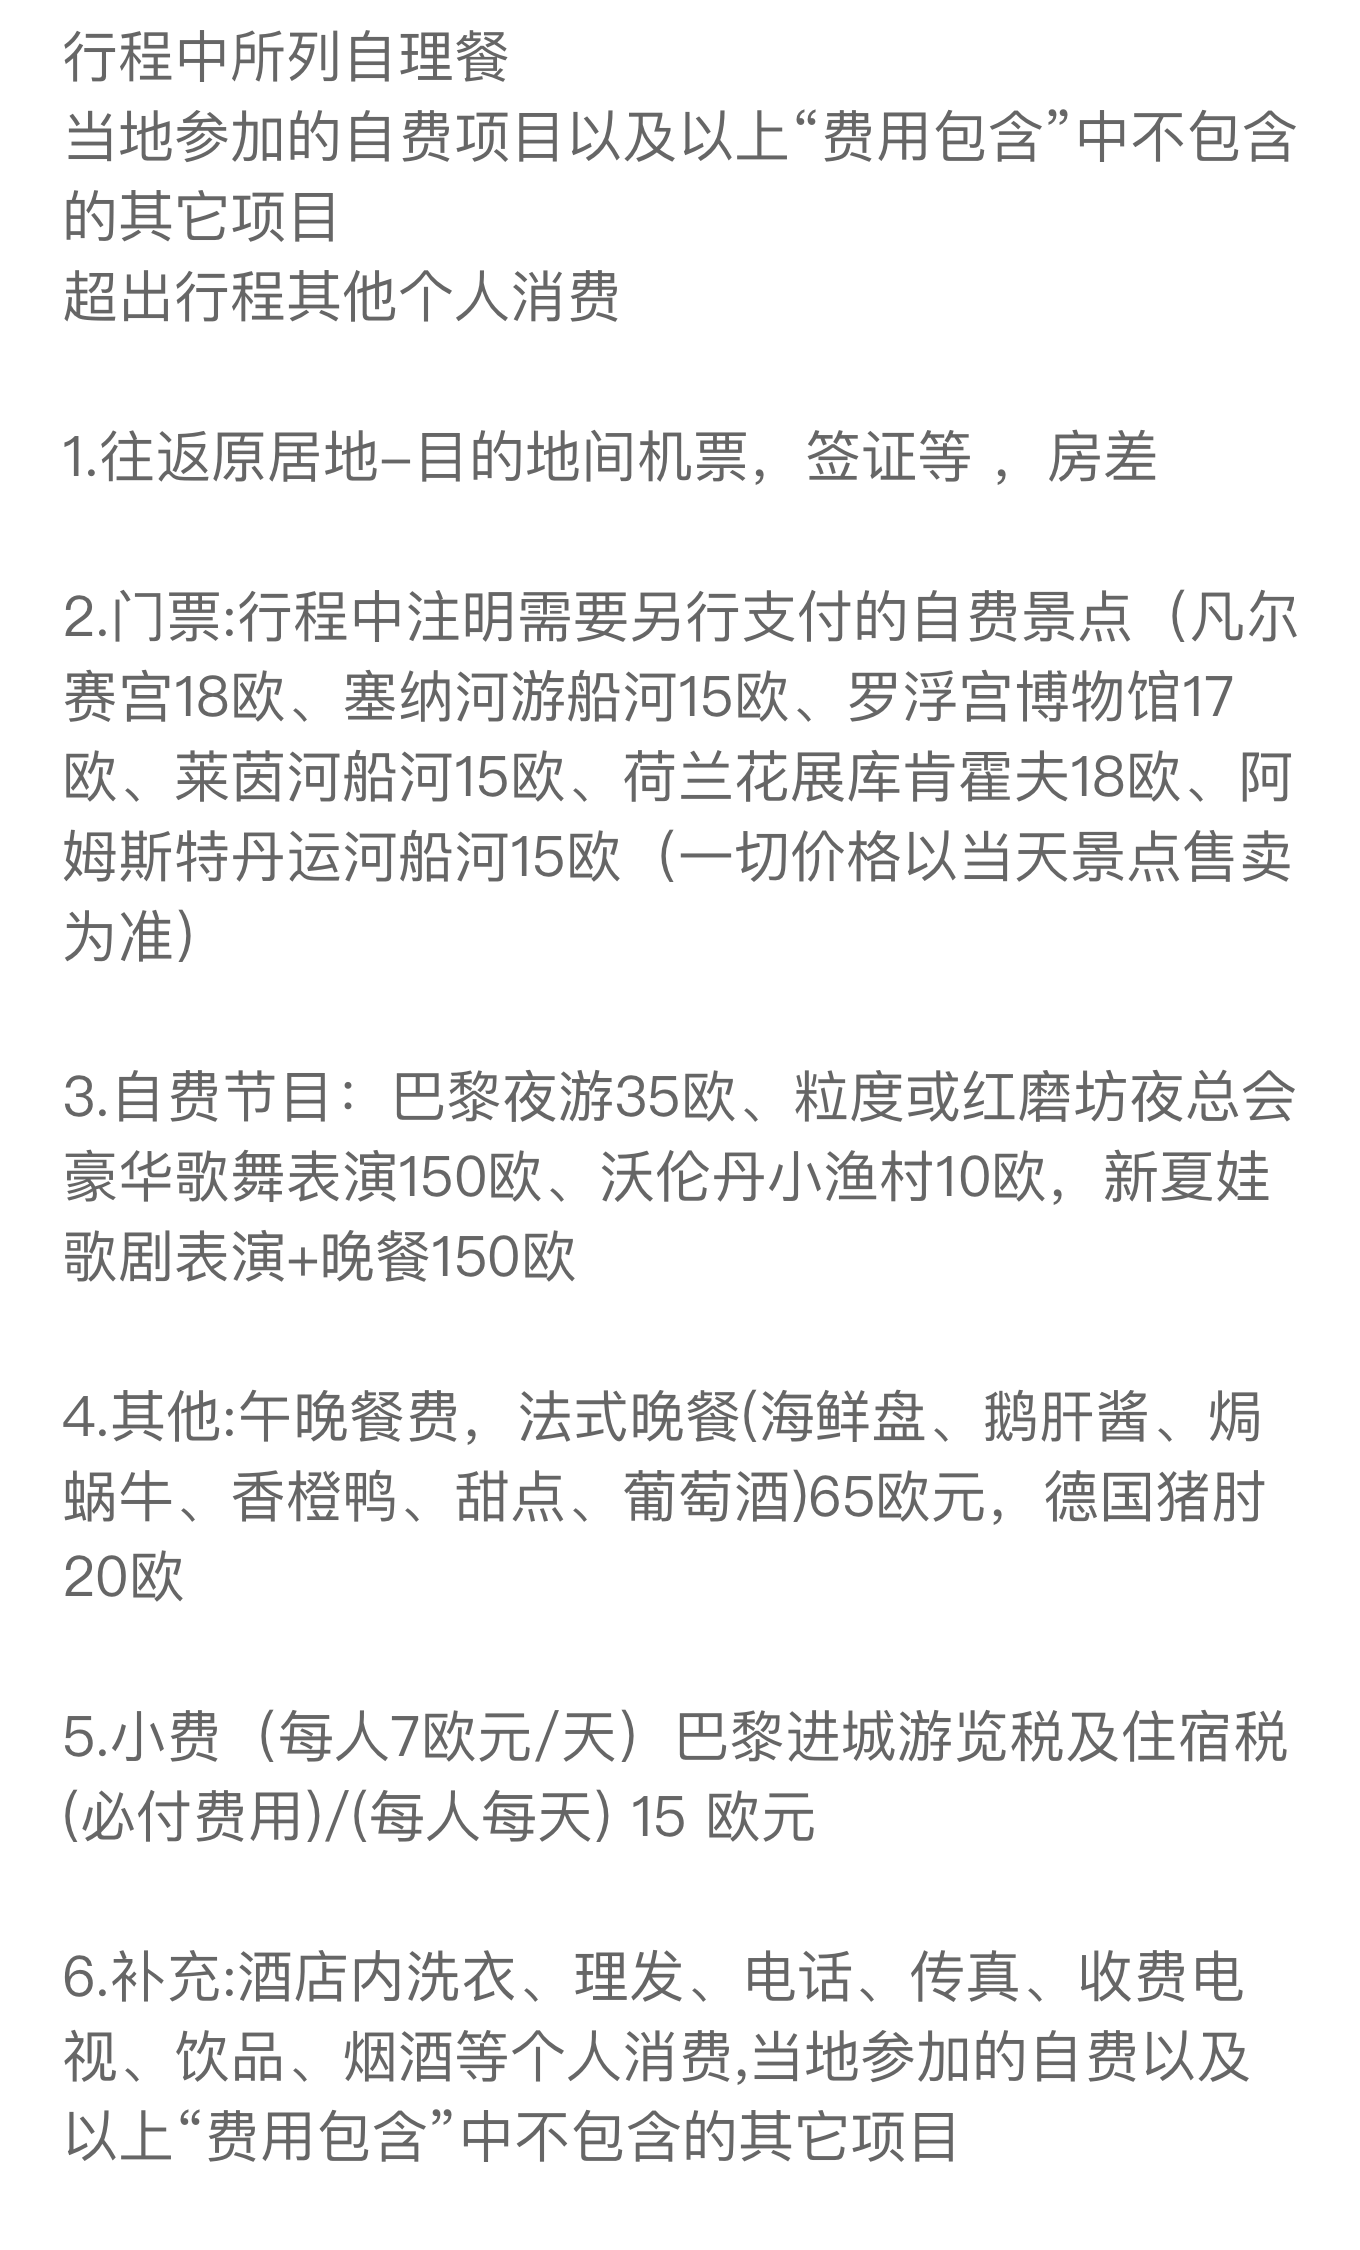 行程中所列自理餐
当地参加的自费项目以及以上“费用包含”中不包含
的其它项目
超出行程其他个人消费
1.往返原居地-目的地间机票，签证等 ，房差
2.门票:行程中注明需要另行支付的自费景点（凡尔
赛宫18欧、塞纳河游船河15欧、罗浮宫博物馆17
欧、莱茵河船河15欧、荷兰花展库肯霍夫18欧、阿
姆斯特丹运河船河15欧（一切价格以当天景点售卖
为准）
3.自费节目：巴黎夜游35欧、粒度或红磨坊夜总会
豪华歌舞表演150欧、沃伦丹小渔村10欧，新夏娃
歌剧表演+晚餐150欧
4.其他:午晚餐费，法式晚餐(海鲜盘、鹅肝酱、焗
蜗牛、香橙鸭、甜点、葡萄酒)65欧元，德国猪肘
20欧
5.小费（每人7欧元/天）巴黎进城游览税及住宿税
(必付费用)/(每人每天) 15 欧元
6.补充:酒店内洗衣、理发、电话、传真、收费电
视、饮品、烟酒等个人消费,当地参加的自费以及
以上“费用包含”中不包含的其它项目